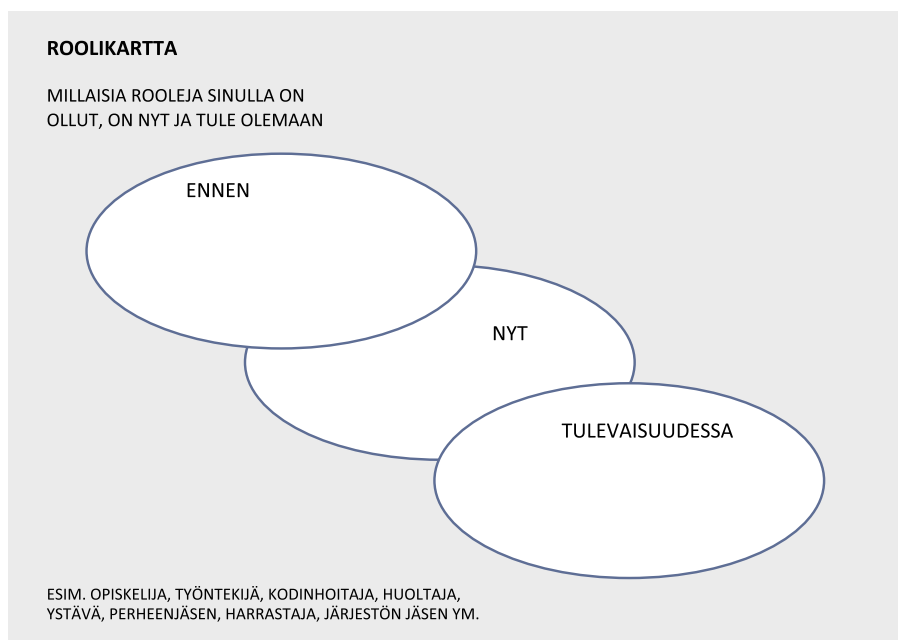 ROOLIKARTTA
MILLAISIA ROOLEJA SINULLA ON
OLLUT, ON NYT JA TULE OLEMAAN
ENNEN
NYT
TULEVAISUUDESSA
ESIM. OPISKELIJA, TYÖNTEKIJÄ, KODINHOITAJA, HUOLTAJA,
YSTÄVÄ, PERHEENJÄSEN, HARRASTAJA, JÄRJESTÖN JÄSEN YM.